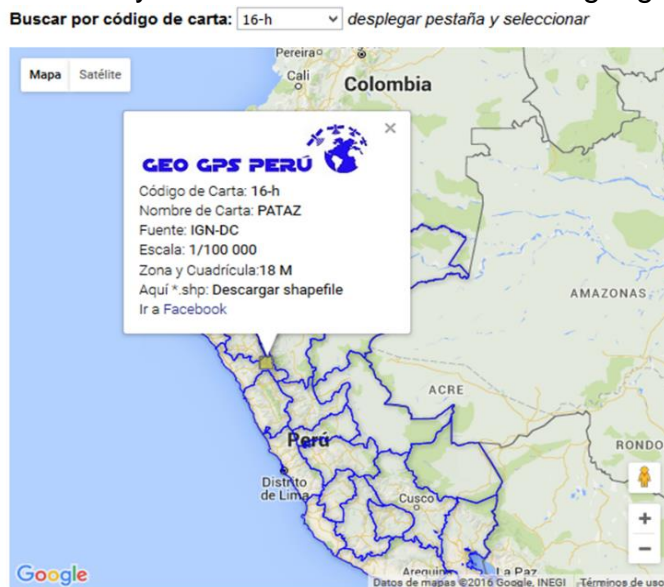 Buscar por código de carta: 16-h desplegar pestaña y seleccionar
Mapa Satélite
Pereira
Cali
Colombia
GEO GPS PERÚ
Código de Carta: 16-h
Nombre de Carta: PATAZ
Fuente: IGN-DC
Escala: 1/100 000
Zona y Cuadrícula:18 M
Aquí *.shp: Descargar shapefile
Ir a Facebook
AMAZONAS
ACRE
Perú
RONDO
Distrito
de Lima
Cusco
Arequipa
La Paz
Google
Datos de mapas ©2016 Google, INEGI Términos de uso